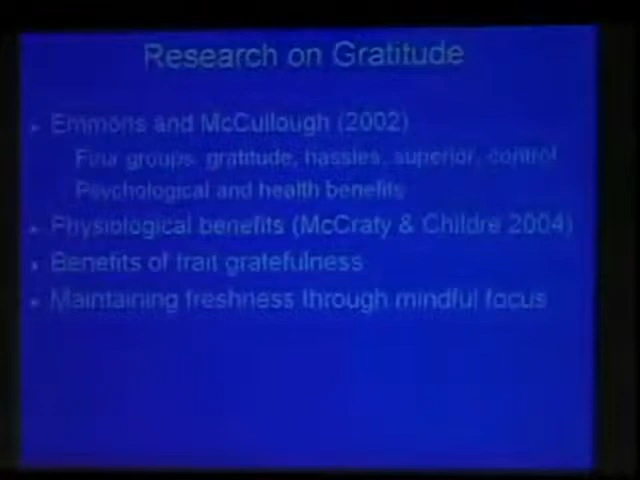 Research on Gratitude
Emmons and McCullough (2002)
Four groups: gratitude, hassles, superior, control
Psychological and health benefits
Physiological benefits (McCraty & Childre 2004)
Benefits of trait gratefulness
Maintaining freshness through mindful focus